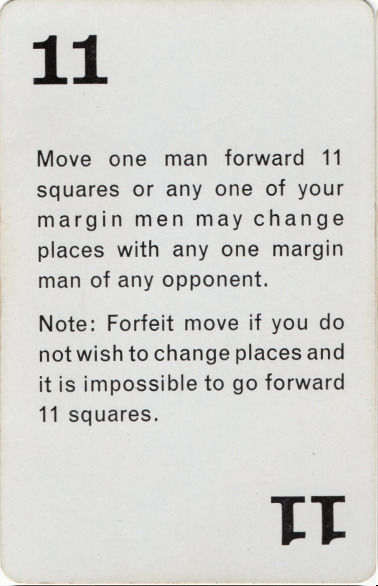 11
Move one man forward 11
squares or any one of your
margin men may change
places with any one margin
man of any opponent.
Note: Forfeit move if you do
not wish to change places and
it is impossible to go forward
11 squares.
11